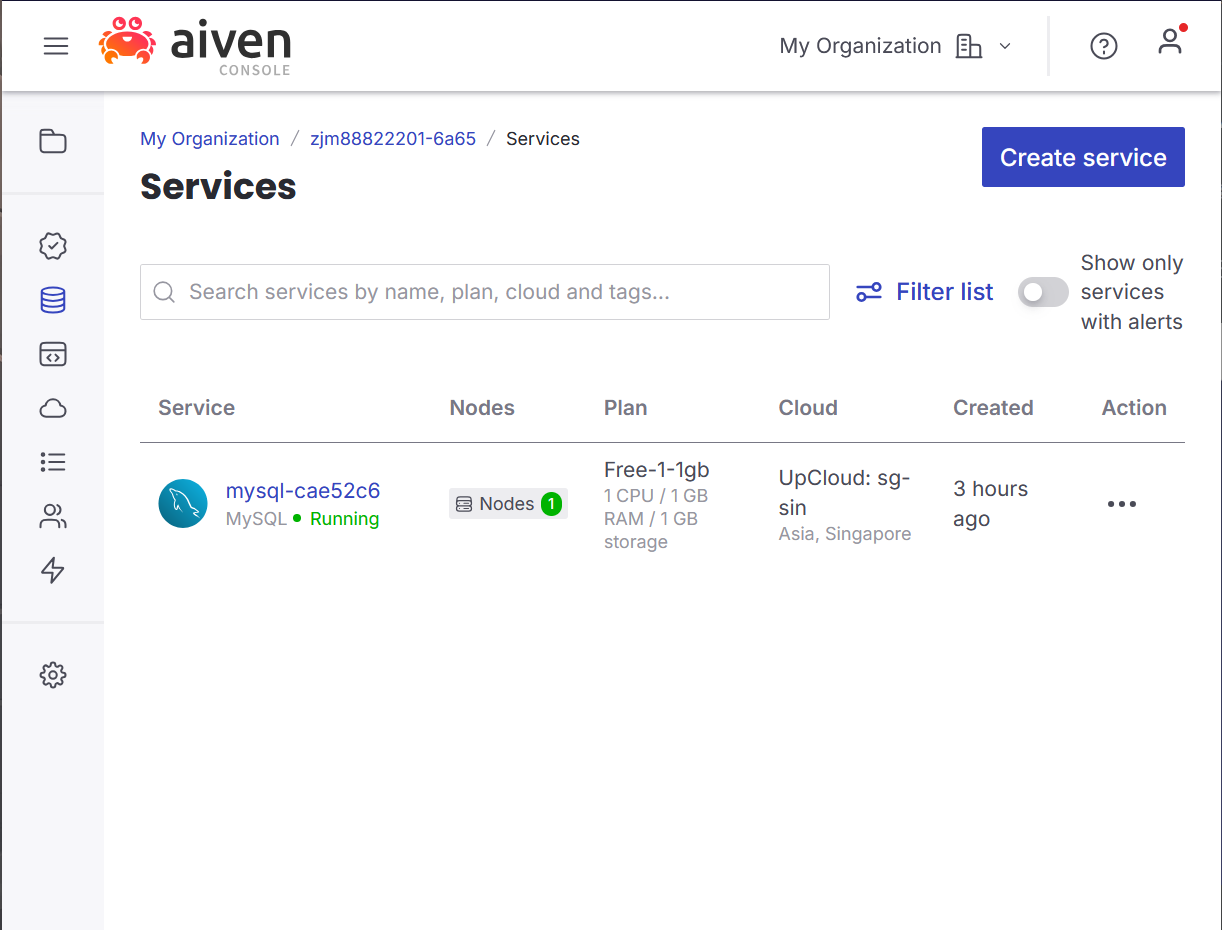 aiven
CONSOLE
My Organization
My Organization / zjm88822201-6a65 / Services
Create service
Services
Search services by name, plan, cloud and tags...
Filter list
Show only
services
with alerts
Service Nodes Plan Cloud Created Action
mysql-cae52c6
MySQL Running
Nodes 1
Free-1-1gb
1 CPU / 1 GB
RAM / 1 GB
storage
UpCloud: sg-
sin
Asia, Singapore
3 hours
ago